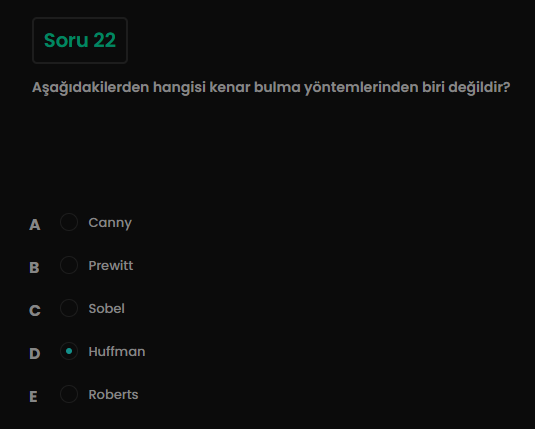 Soru 22
Aşağıdakilerden hangisi kenar bulma yöntemlerinden biri değildir?
A Canny
B Prewitt
C Sobel
D Huffman
E Roberts